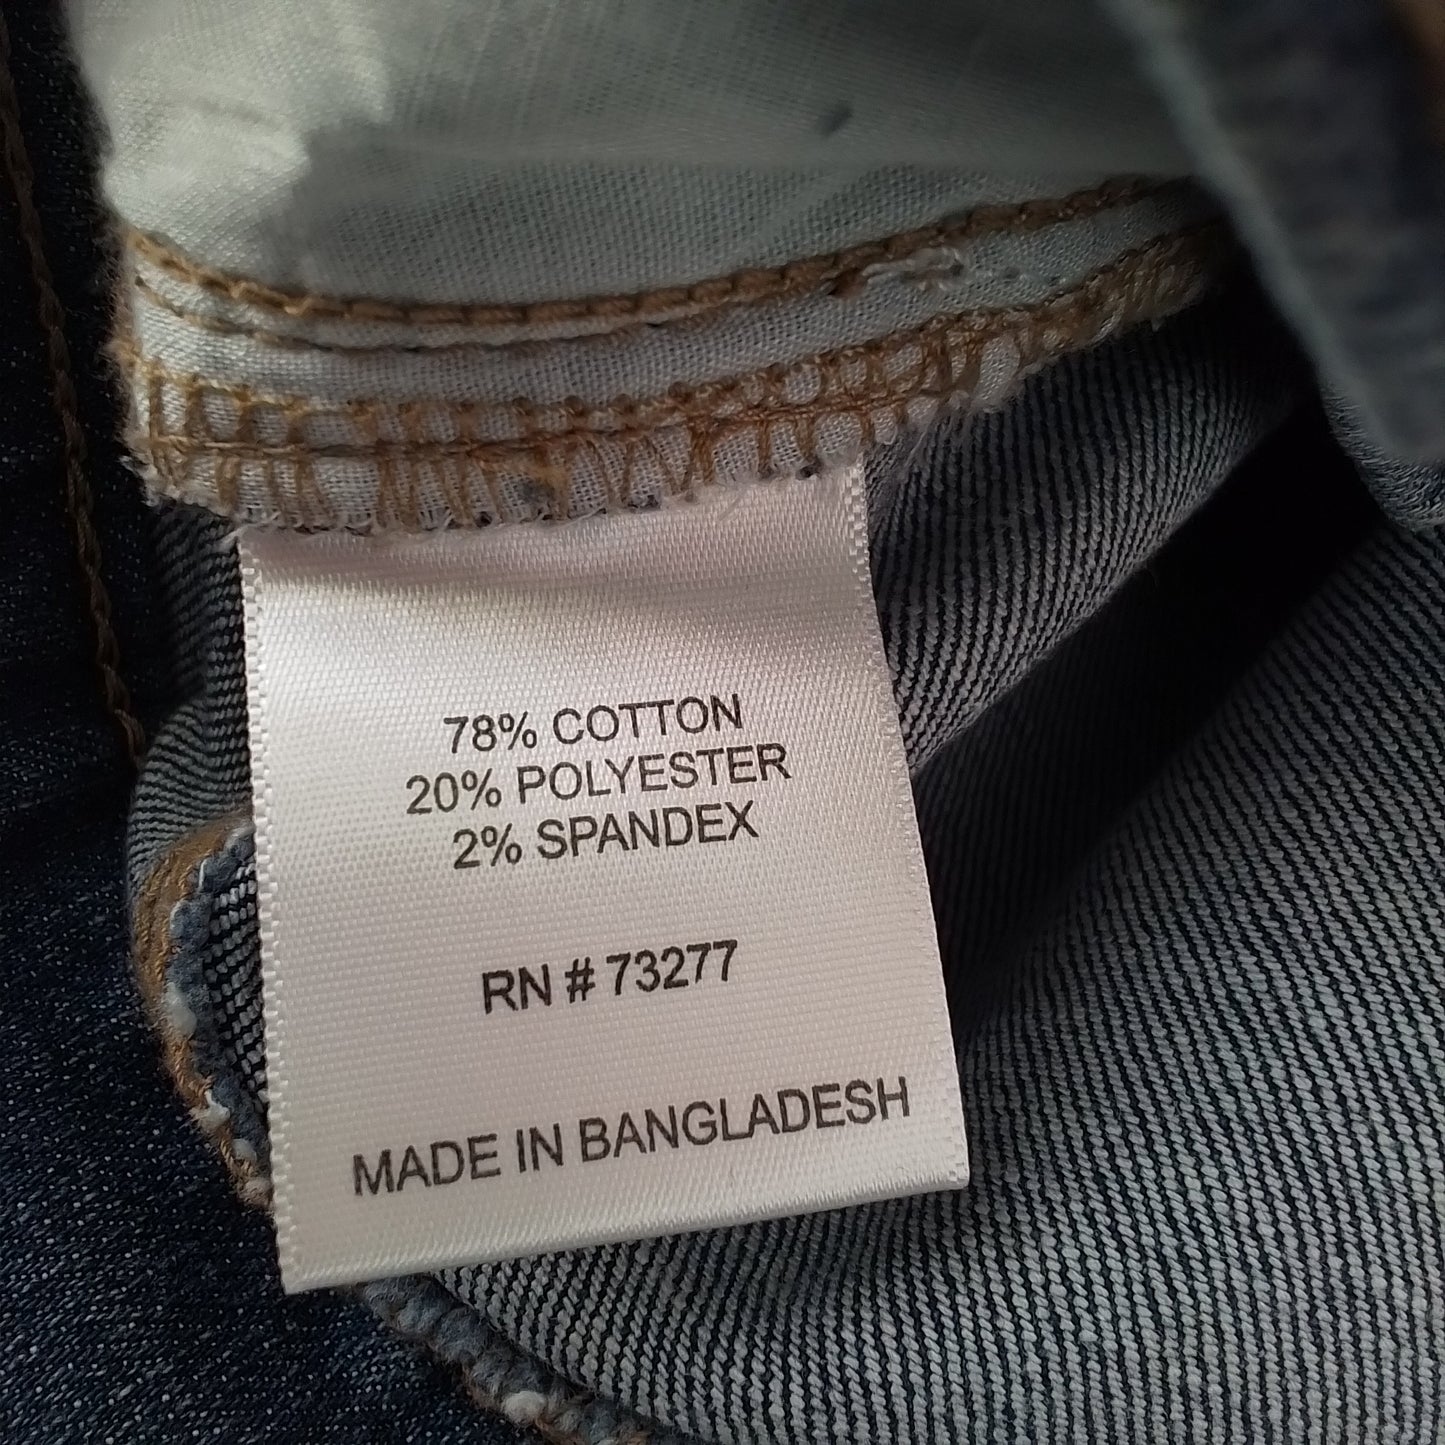 78% COTTON
20% POLYESTER
2% SPANDEX
RN # 73277
MADE IN BANGLADESH